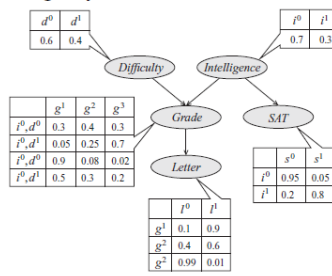 d⁰ d¹
0.6 0.4
i⁰ i¹
0.7 0.3
Difficulty
Intelligence
g¹ g² g³
i⁰,d⁰ 0.3 0.4 0.3
i⁰,d¹ 0.05 0.25 0.7
i⁰,d⁰ 0.9 0.08 0.02
i⁰,d¹ 0.5 0.3 0.2
Grade
SAT
s⁰ s¹
i⁰ 0.95 0.05
i¹ 0.2 0.8
Letter
l⁰ l¹
g¹ 0.1 0.9
g² 0.4 0.6
g² 0.99 0.01